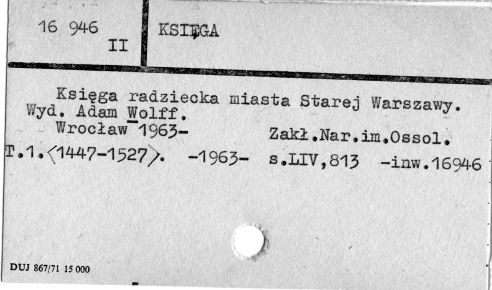 16 946
II
KSIĘGA
Księga radziecka miasta Starej Warszawy.
Wyd. Adam Wolff.
Wrocław 1963-
Zakł.Nar.im.Ossol.
T.1.<1447-1527>. -1963- s.LIV,813 -inw.16946
DUJ 867/71 15 000